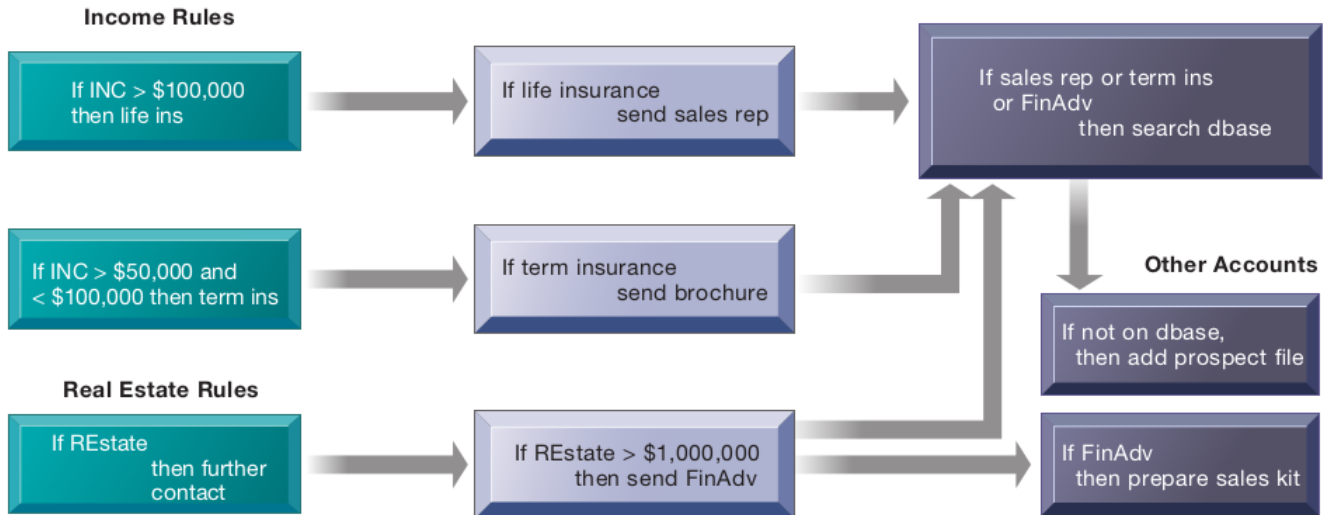 Income Rules
If INC > $100,000
then life ins
If life insurance
send sales rep
If sales rep or term ins
or FinAdv
then search dbase
If INC > $50,000 and
< $100,000 then term ins
If term insurance
send brochure
Other Accounts
If not on dbase,
then add prospect file
Real Estate Rules
If REstate
then further
contact
If REstate > $1,000,000
then send FinAdv
If FinAdv
then prepare sales kit